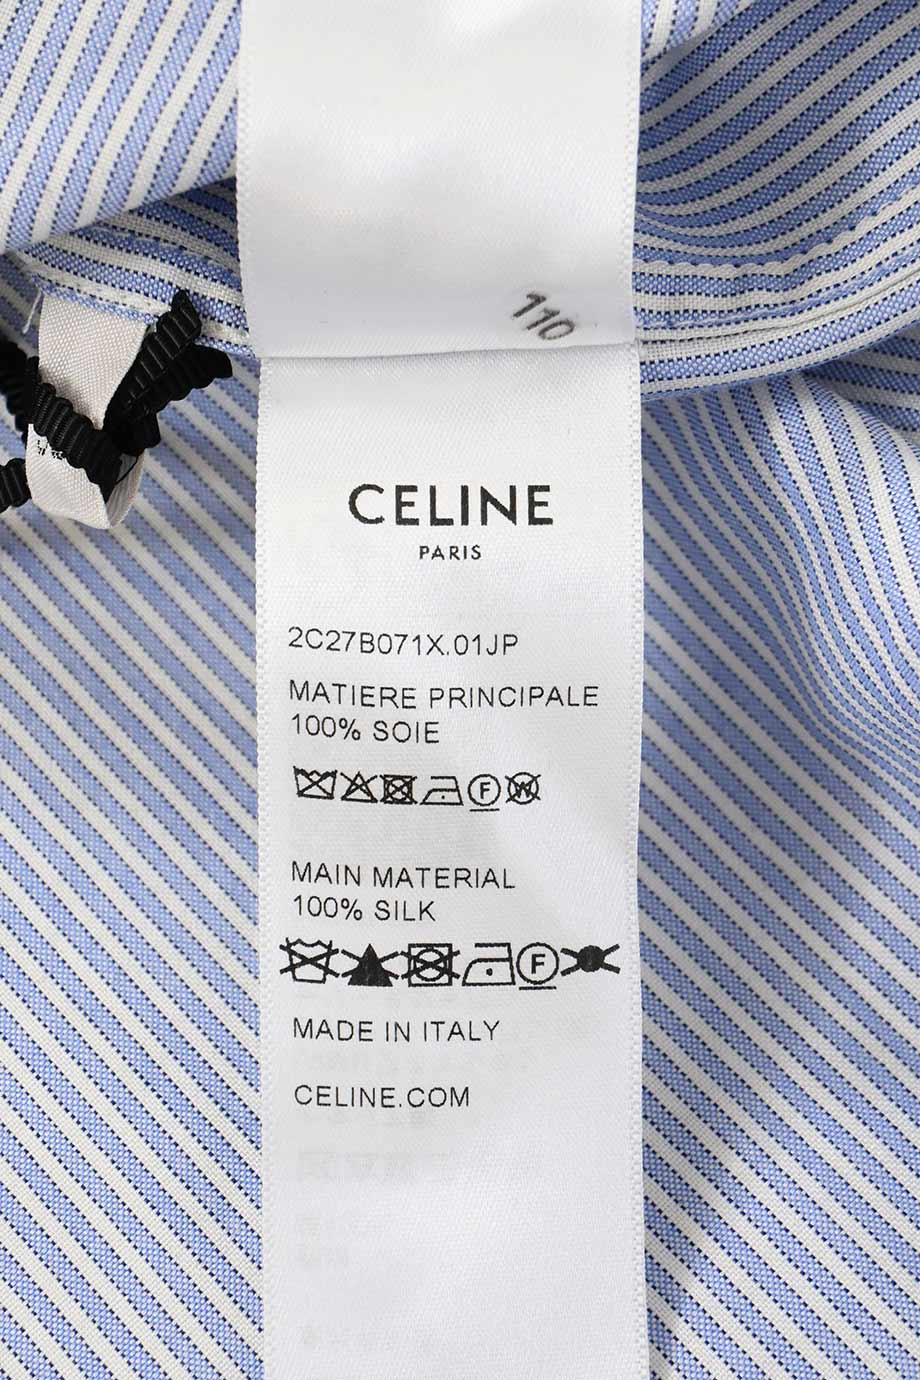 110
CELINE
PARIS
2C27B071X.01JP
MATIERE PRINCIPALE
100% SOIE
F W
MAIN MATERIAL
100% SILK
F
MADE IN ITALY
CELINE.COM